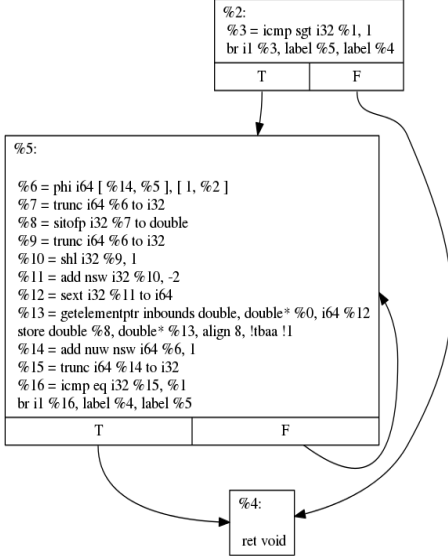 %2:
%3 = icmp sgt i32 %1, 1
br i1 %3, label %5, label %4
T F
%5:
%6 = phi i64 [ %14, %5 ], [ 1, %2 ]
%7 = trunc i64 %6 to i32
%8 = sitofp i32 %7 to double
%9 = trunc i64 %6 to i32
%10 = shl i32 %9, 1
%11 = add nsw i32 %10, -2
%12 = sext i32 %11 to i64
%13 = getelementptr inbounds double, double* %0, i64 %12
store double %8, double* %13, align 8, !tbaa !1
%14 = add nuw nsw i64 %6, 1
%15 = trunc i64 %14 to i32
%16 = icmp eq i32 %15, %1
br i1 %16, label %4, label %5
T F
%4:
ret void